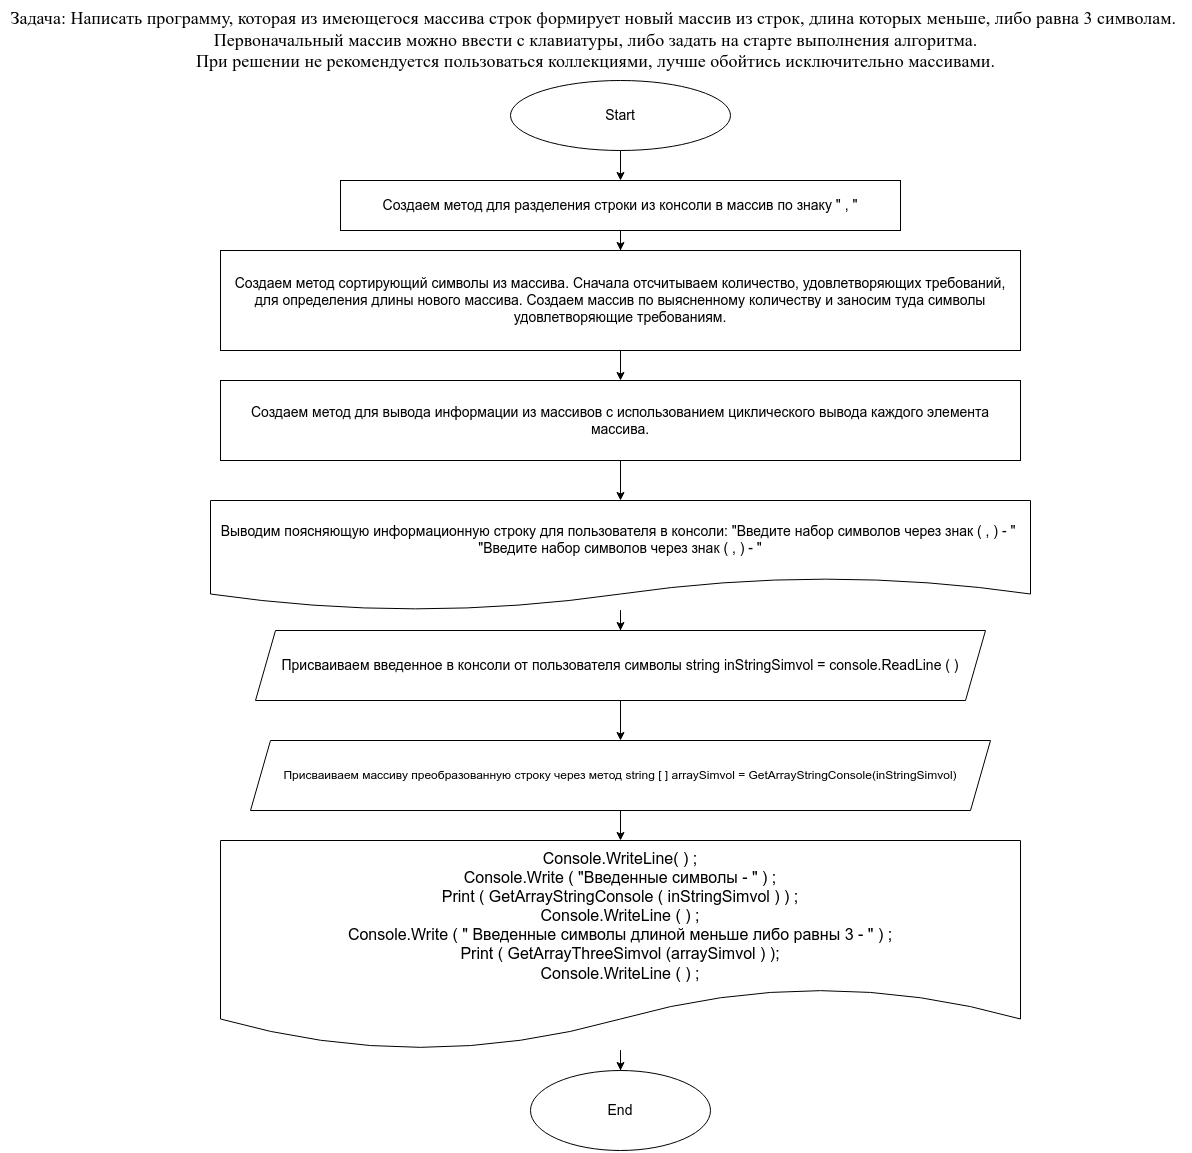 Задача: Написать программу, которая из имеющегося массива строк формирует новый массив из строк, длина которых меньше, либо равна 3 символам.
Первоначальный массив можно ввести с клавиатуры, либо задать на старте выполнения алгоритма.
При решении не рекомендуется пользоваться коллекциями, лучше обойтись исключительно массивами.
Start
Создаем метод для разделения строки из консоли в массив по знаку " , "
Создаем метод сортирующий символы из массива. Сначала отсчитываем количество, удовлетворяющих требований,
для определения длины нового массива. Создаем массив по выясненному количеству и заносим туда символы
удовлетворяющие требованиям.
Создаем метод для вывода информации из массивов с использованием циклического вывода каждого элемента
массива.
Выводим поясняющую информационную строку для пользователя в консоли: "Введите набор символов через знак ( , ) - "
"Введите набор символов через знак ( , ) - "
Присваиваем введенное в консоли от пользователя символы string inStringSimvol = console.ReadLine ( )
Присваиваем массиву преобразованную строку через метод string [ ] arraySimvol = GetArrayStringConsole(inStringSimvol)
Console.WriteLine( ) ;
Console.Write ( "Введенные символы - " ) ;
Print ( GetArrayStringConsole ( inStringSimvol ) ) ;
Console.WriteLine ( ) ;
Console.Write ( " Введенные символы длиной меньше либо равны 3 - " ) ;
Print ( GetArrayThreeSimvol (arraySimvol ) );
Console.WriteLine ( ) ;
End